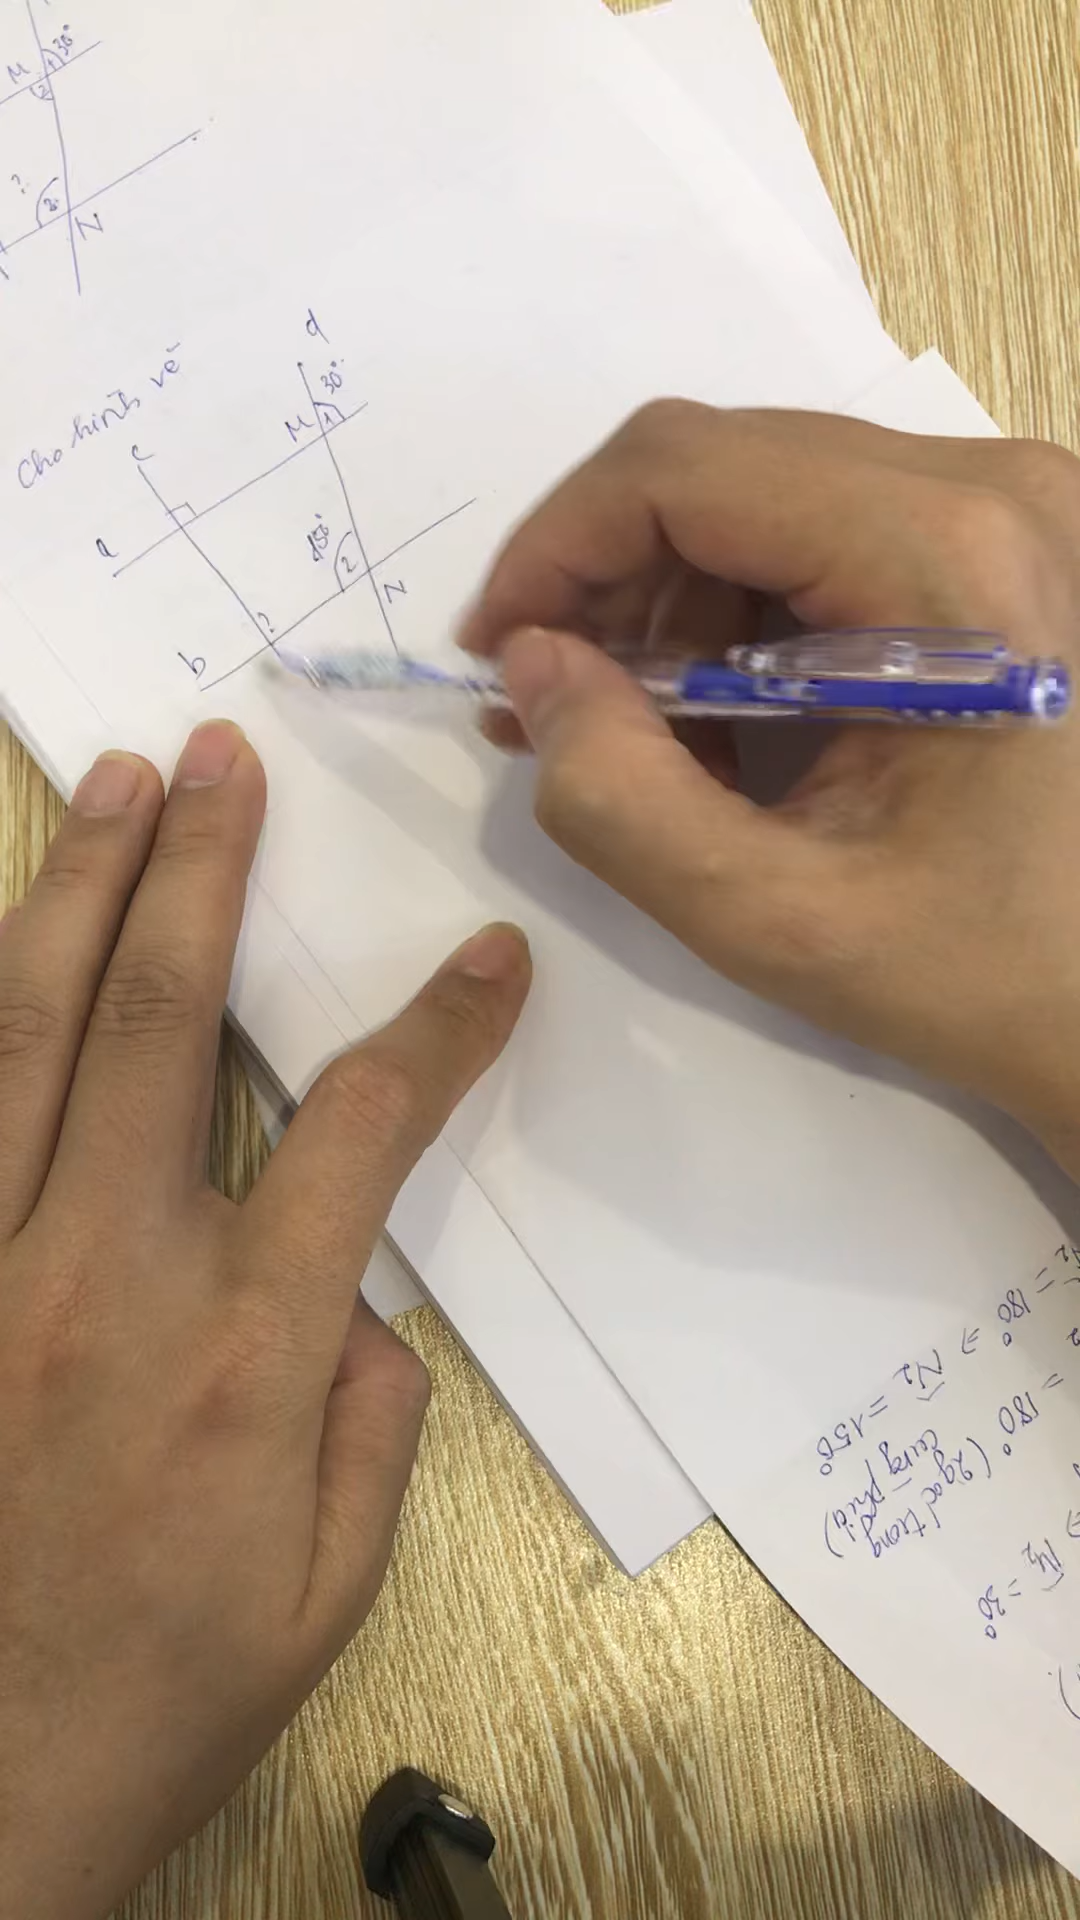 M
1
30°
2
?
2
N
Cho hình vẽ
d
30°
c
M
1
a
150°
2
N
?
b
= 180° ⇒ N₂ = 150°
= 180° (2 góc trong
cùng phía)
⇒ M₂ = 30°